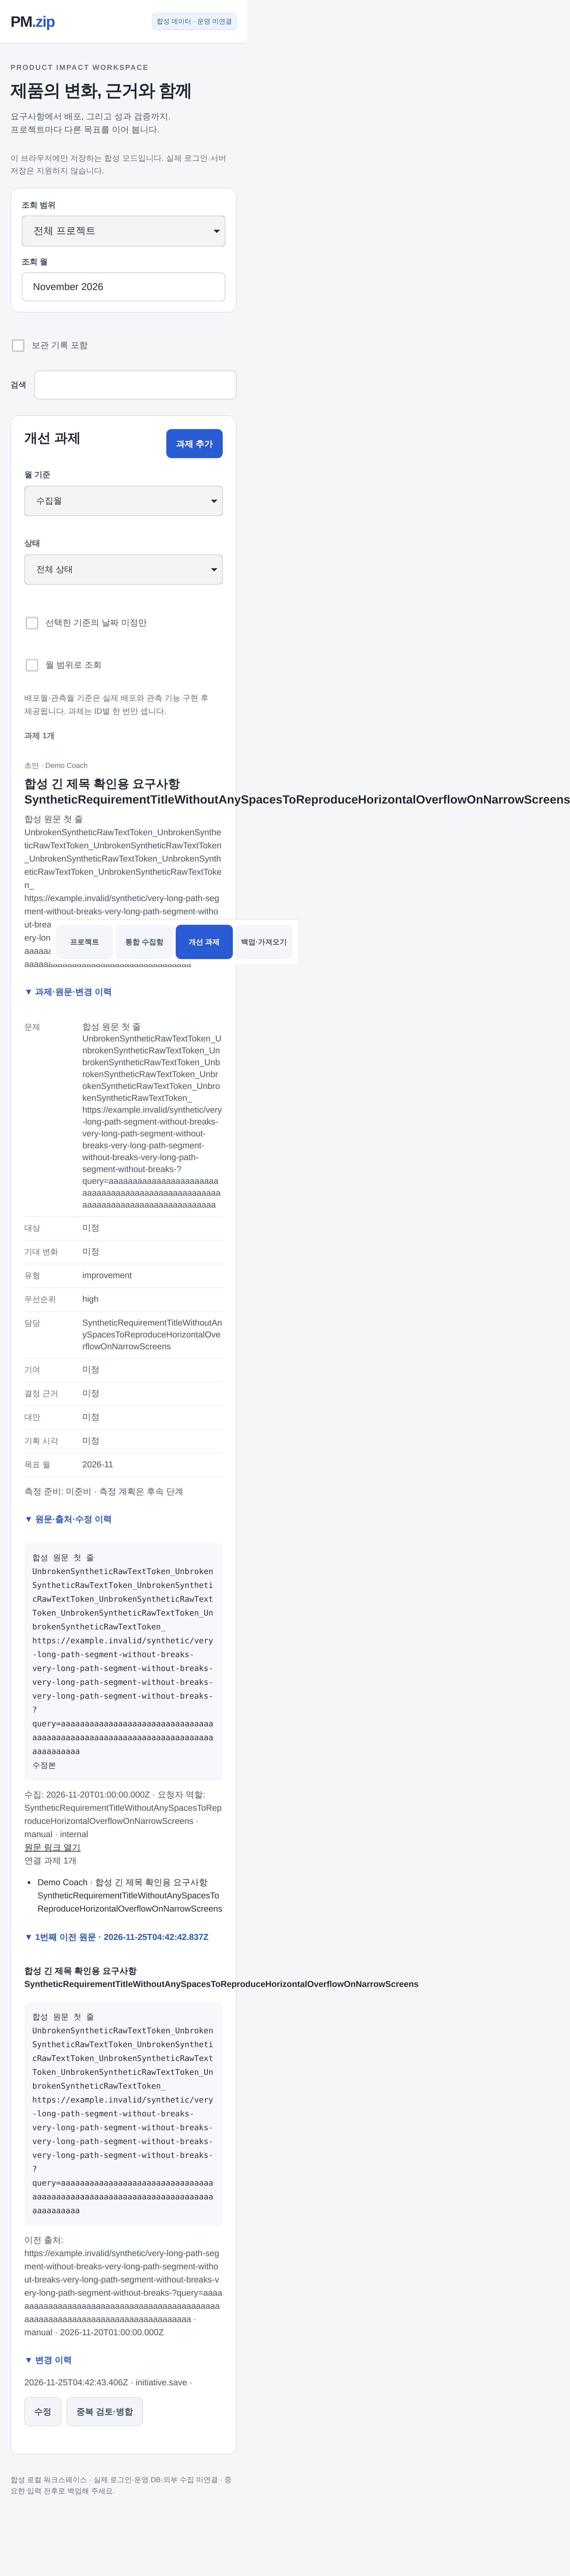 PM.zip
합성 데이터 · 운영 미연결
PRODUCT IMPACT WORKSPACE
제품의 변화, 근거와 함께
요구사항에서 배포, 그리고 성과 검증까지.
프로젝트마다 다른 목표를 이어 봅니다.
이 브라우저에만 저장하는 합성 모드입니다. 실제 로그인·서버
저장은 지원하지 않습니다.
조회 범위
전체 프로젝트
조회 월
November 2026
보관 기록 포함
검색
개선 과제
과제 추가
월 기준
수집월
상태
전체 상태
선택한 기준의 날짜 미정만
월 범위로 조회
배포월·관측월 기준은 실제 배포와 관측 기능 구현 후
제공됩니다. 과제는 ID별 한 번만 셉니다.
과제 1개
초안 · Demo Coach
합성 긴 제목 확인용 요구사항
SyntheticRequirementTitleWithoutAnySpacesToReproduceHorizontalOverflowOnNarrowScreens
합성 원문 첫 줄
UnbrokenSyntheticRawTextToken_UnbrokenSynthe
ticRawTextToken_UnbrokenSyntheticRawTextToken
_UnbrokenSyntheticRawTextToken_UnbrokenSynth
eticRawTextToken_UnbrokenSyntheticRawTextToke
n_
https://example.invalid/synthetic/very-long-path-seg
ment-without-breaks-very-long-path-segment-witho
ut-brea
ery-lon
프로젝트
통합 수집함
개선 과제
백업·가져오기
▼ 과제·원문·변경 이력
문제
합성 원문 첫 줄
UnbrokenSyntheticRawTextToken_U
nbrokenSyntheticRawTextToken_Un
brokenSyntheticRawTextToken_Unb
rokenSyntheticRawTextToken_Unbr
okenSyntheticRawTextToken_Unbro
kenSyntheticRawTextToken_
https://example.invalid/synthetic/very
-long-path-segment-without-breaks-
very-long-path-segment-without-
breaks-very-long-path-segment-
without-breaks-very-long-path-
segment-without-breaks-?
query=aaaaaaaaaaaaaaaaaaaaaaa
aaaaaaaaaaaaaaaaaaaaaaaaaaaaa
aaaaaaaaaaaaaaaaaaaaaaaaaaaa
대상
미정
기대 변화
미정
유형
improvement
우선순위
high
담당
SyntheticRequirementTitleWithoutAn
ySpacesToReproduceHorizontalOve
rflowOnNarrowScreens
기여
미정
결정 근거
미정
대안
미정
기획 시각
미정
목표 월
2026-11
측정 준비: 미준비 · 측정 계획은 후속 단계
▼ 원문·출처·수정 이력
합성 원문 첫 줄
UnbrokenSyntheticRawTextToken_Unbroken
SyntheticRawTextToken_UnbrokenSyntheti
cRawTextToken_UnbrokenSyntheticRawText
Token_UnbrokenSyntheticRawTextToken_Un
brokenSyntheticRawTextToken_
https://example.invalid/synthetic/very
-long-path-segment-without-breaks-
very-long-path-segment-without-breaks-
very-long-path-segment-without-breaks-
very-long-path-segment-without-breaks-
?
query=aaaaaaaaaaaaaaaaaaaaaaaaaaaaaaaa
aaaaaaaaaaaaaaaaaaaaaaaaaaaaaaaaaaaaaa
aaaaaaaaaa
수정본
수집: 2026-11-20T01:00:00.000Z · 요청자 역할:
SyntheticRequirementTitleWithoutAnySpacesToRep
roduceHorizontalOverflowOnNarrowScreens ·
manual · internal
원문 링크 열기
연결 과제 1개
• Demo Coach · 합성 긴 제목 확인용 요구사항
SyntheticRequirementTitleWithoutAnySpacesTo
ReproduceHorizontalOverflowOnNarrowScreens
▼ 1번째 이전 원문 · 2026-11-25T04:42:42.837Z
합성 긴 제목 확인용 요구사항
SyntheticRequirementTitleWithoutAnySpacesToReproduceHorizontalOverflowOnNarrowScreens
합성 원문 첫 줄
UnbrokenSyntheticRawTextToken_Unbroken
SyntheticRawTextToken_UnbrokenSyntheti
cRawTextToken_UnbrokenSyntheticRawText
Token_UnbrokenSyntheticRawTextToken_Un
brokenSyntheticRawTextToken_
https://example.invalid/synthetic/very
-long-path-segment-without-breaks-
very-long-path-segment-without-breaks-
very-long-path-segment-without-breaks-
very-long-path-segment-without-breaks-
?
query=aaaaaaaaaaaaaaaaaaaaaaaaaaaaaaaa
aaaaaaaaaaaaaaaaaaaaaaaaaaaaaaaaaaaaaa
aaaaaaaaaa
이전 출처:
https://example.invalid/synthetic/very-long-path-seg
ment-without-breaks-very-long-path-segment-witho
ut-breaks-very-long-path-segment-without-breaks-v
ery-long-path-segment-without-breaks-?query=aaaa
aaaaaaaaaaaaaaaaaaaaaaaaaaaaaaaaaaaaaaaaa
aaaaaaaaaaaaaaaaaaaaaaaaaaaaaaaaaaa ·
manual · 2026-11-20T01:00:00.000Z
▼ 변경 이력
2026-11-25T04:42:43.406Z · initiative.save ·
수정
중복 검토·병합
합성 로컬 워크스페이스 · 실제 로그인·운영 DB·외부 수집 미연결 · 중
요한 입력 전후로 백업해 주세요.